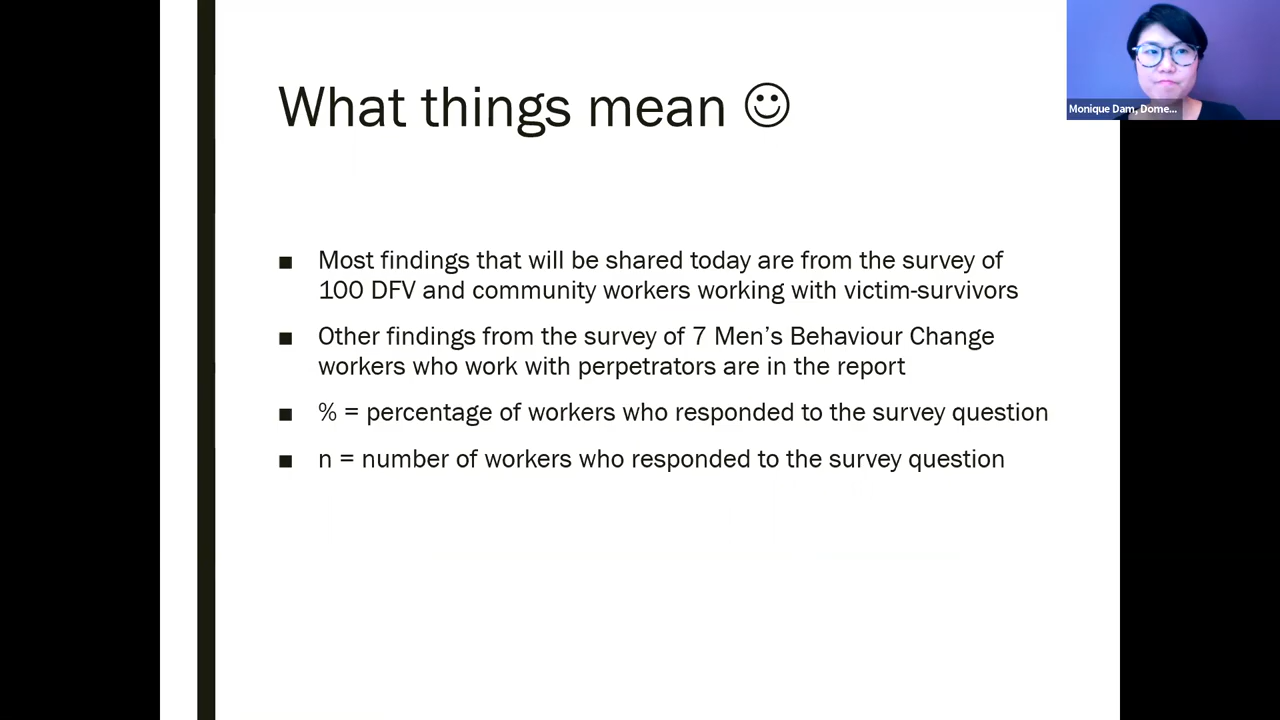 What things mean ☺
Monique Dam, Dome...
■ Most findings that will be shared today are from the survey of
100 DFV and community workers working with victim-survivors
■ Other findings from the survey of 7 Men’s Behaviour Change
workers who work with perpetrators are in the report
■ % = percentage of workers who responded to the survey question
■ n = number of workers who responded to the survey question